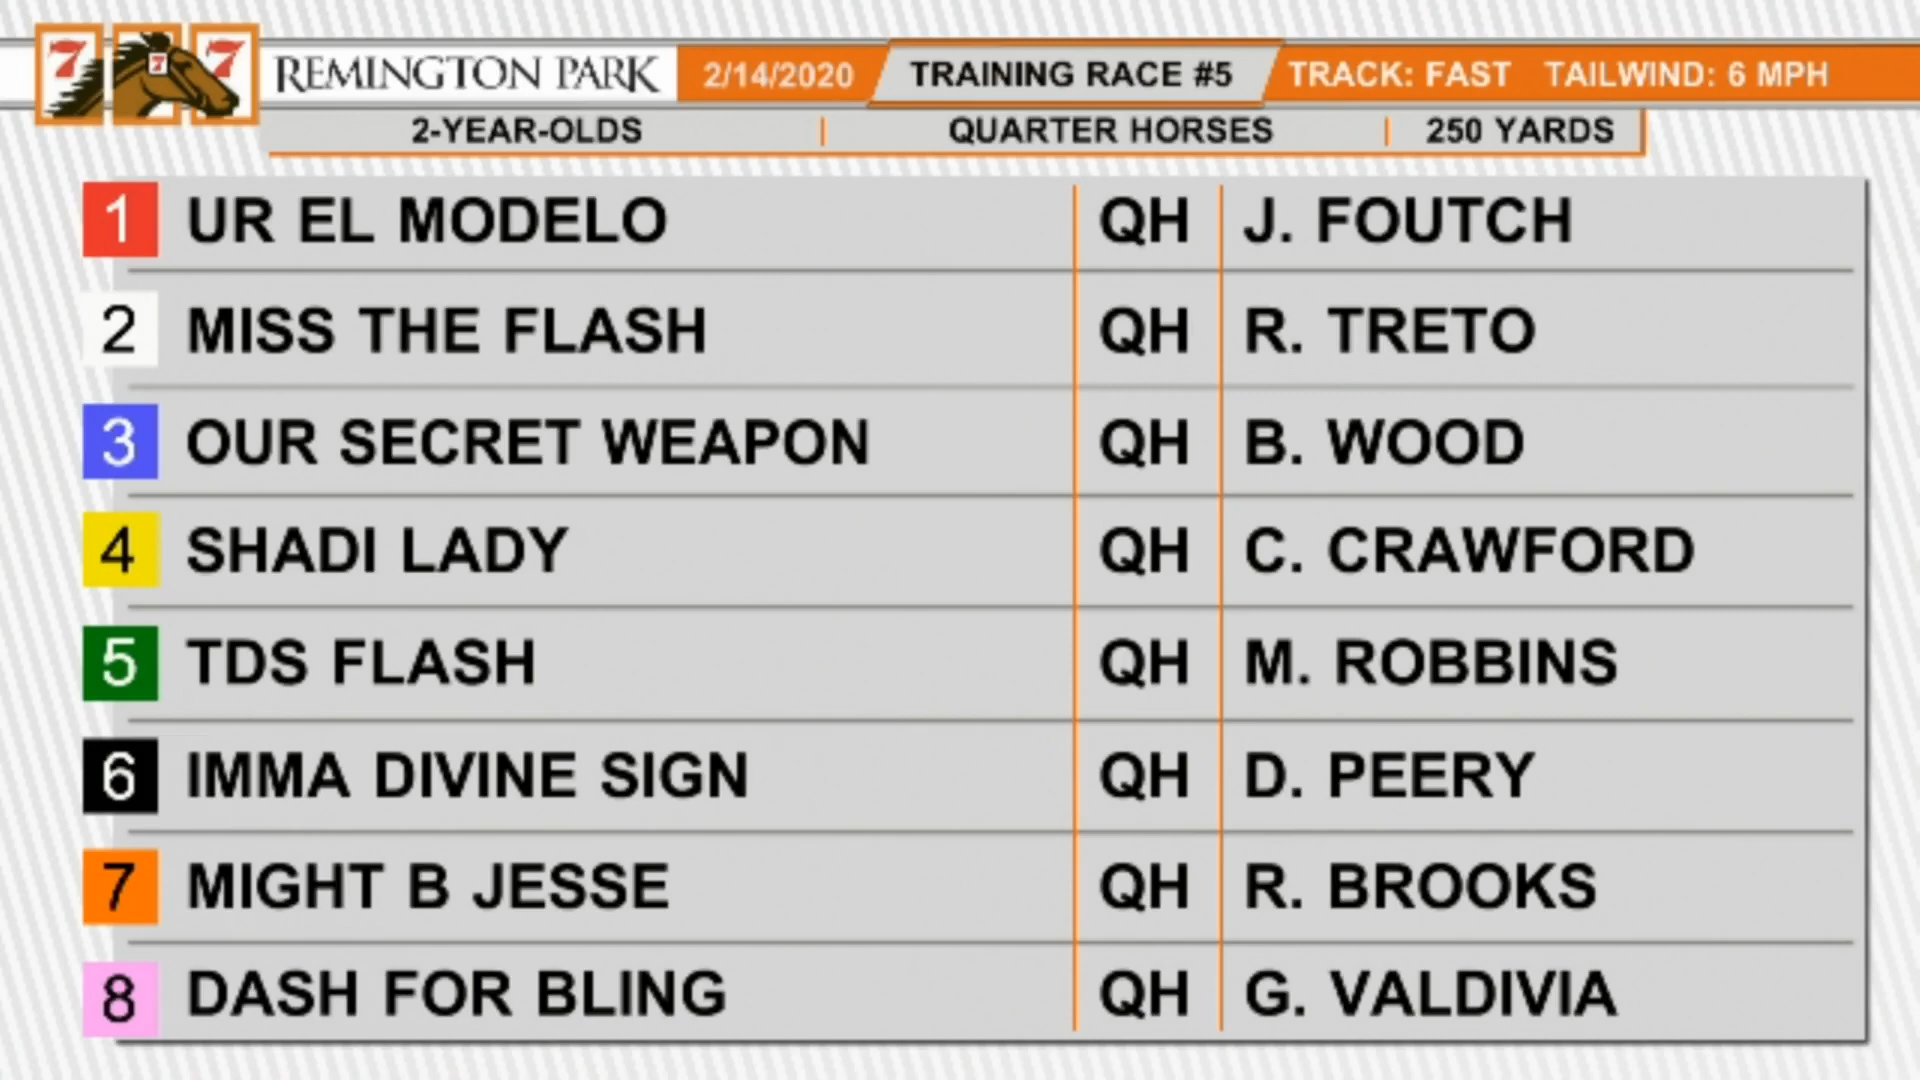 7 7 7 REMINGTON PARK 2/14/2020 TRAINING RACE #5 TRACK: FAST TAILWIND: 6 MPH
2-YEAR-OLDS QUARTER HORSES 250 YARDS
1 UR EL MODELO QH J. FOUTCH
2 MISS THE FLASH QH R. TRETO
3 OUR SECRET WEAPON QH B. WOOD
4 SHADI LADY QH C. CRAWFORD
5 TDS FLASH QH M. ROBBINS
6 IMMA DIVINE SIGN QH D. PEERY
7 MIGHT B JESSE QH R. BROOKS
8 DASH FOR BLING QH G. VALDIVIA